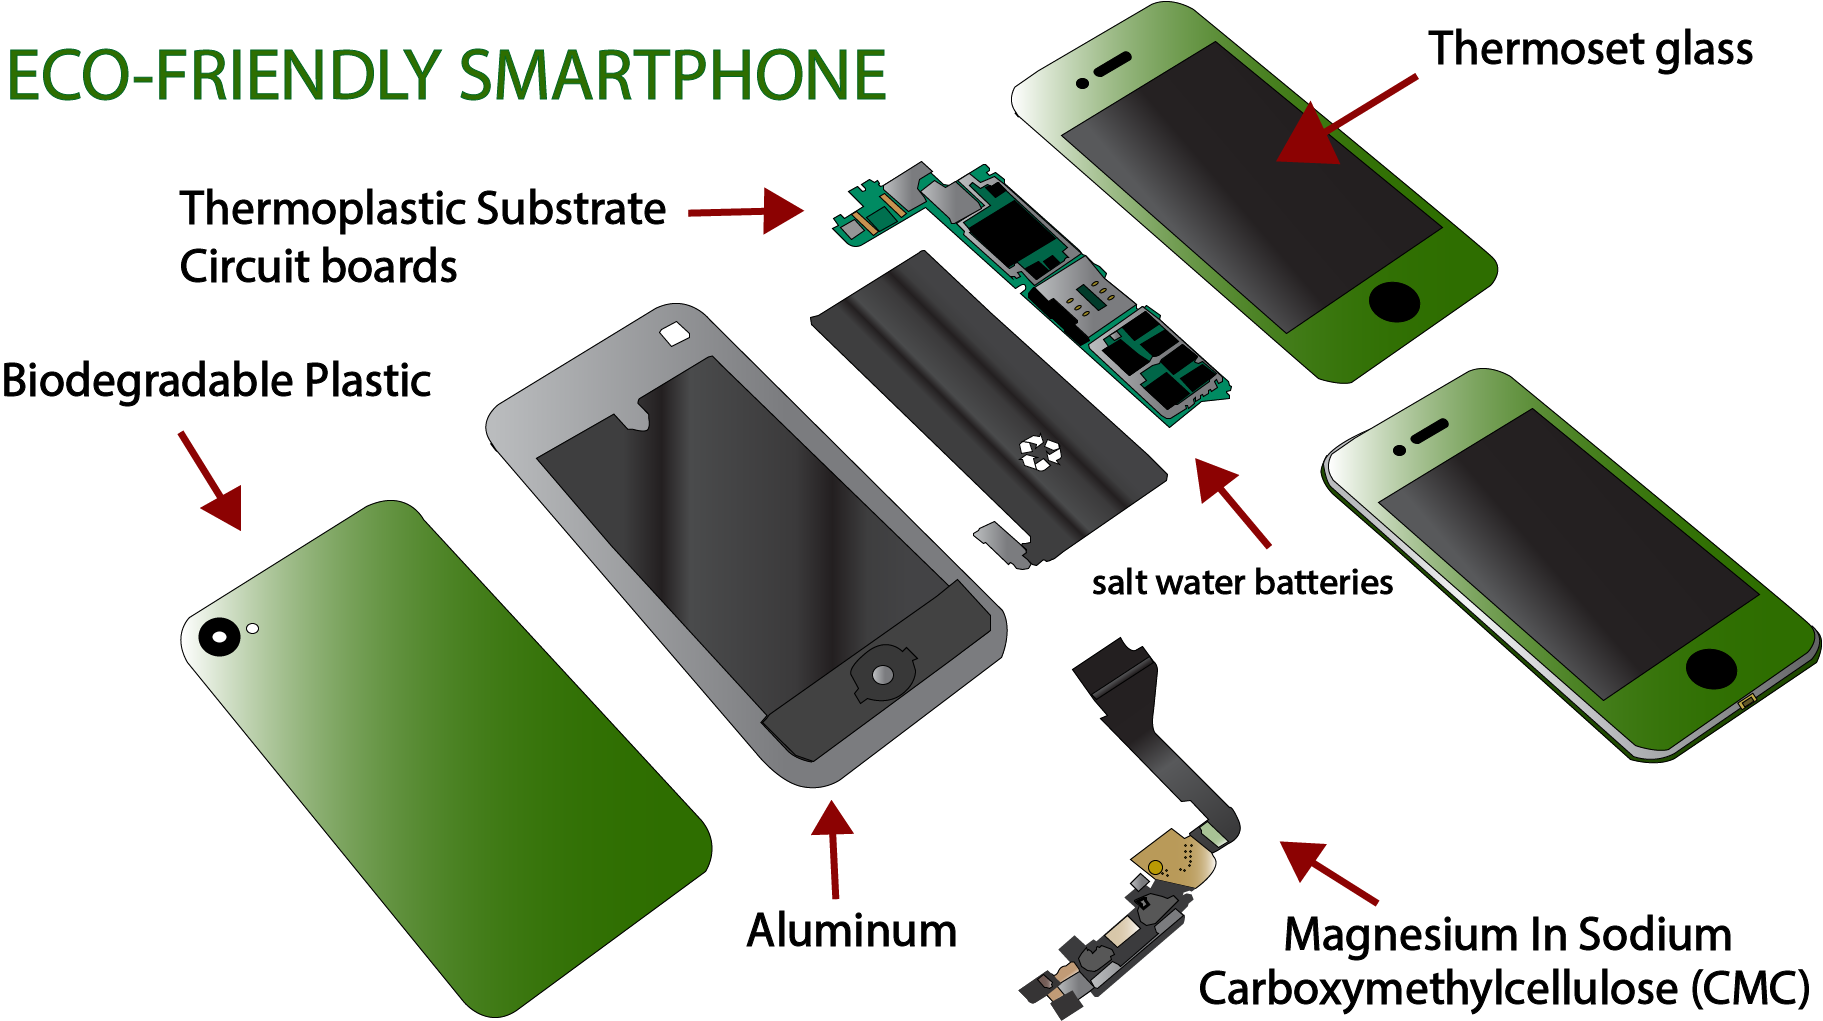 ECO-FRIENDLY SMARTPHONE
Thermoset glass
Thermoplastic Substrate
Circuit boards
Biodegradable Plastic
salt water batteries
Aluminum
Magnesium In Sodium
Carboxymethylcellulose (CMC)